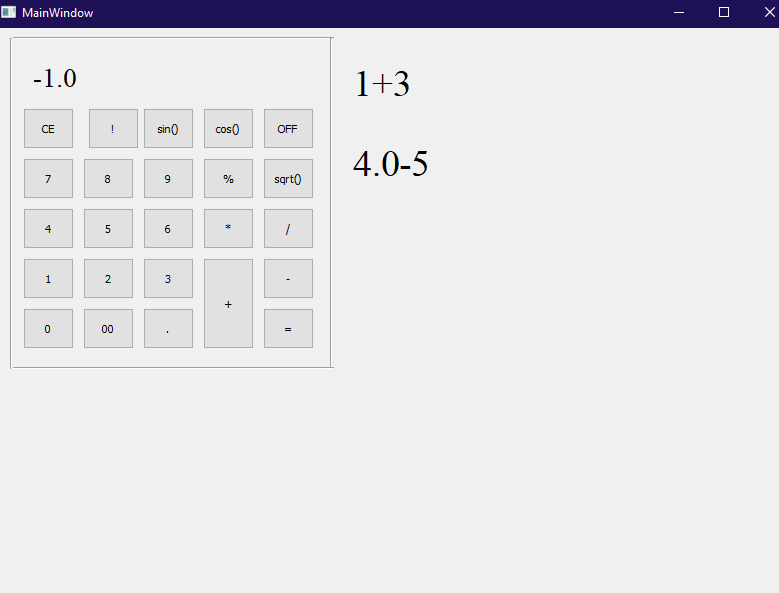 MainWindow
-1.0
1+3
CE ! sin() cos() OFF
4.0-5
7 8 9 % sqrt()
4 5 6 * /
1 2 3 -
+
0 00 . =